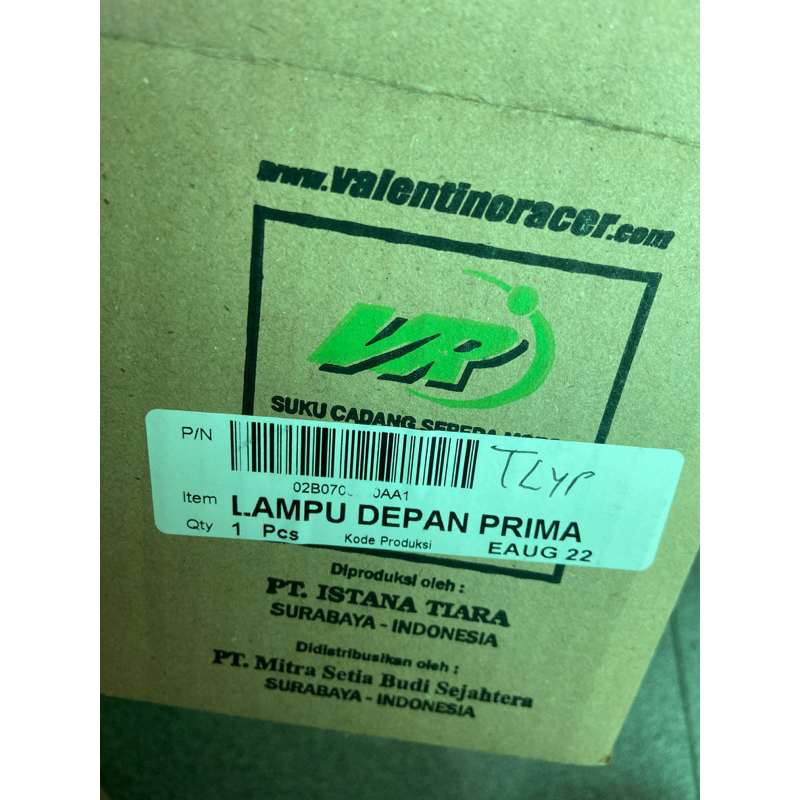 www.valentinoracer.com
VR
SUKU CADANG SEPEDA MOTOR
P/N
TLYP
Item LAMPU DEPAN PRIMA
Qty 1 Pcs Kode Produksi EAUG 22
Diproduksi oleh :
PT. ISTANA TIARA
SURABAYA - INDONESIA
Didistribusikan oleh :
PT. Mitra Setia Budi Sejahtera
SURABAYA - INDONESIA